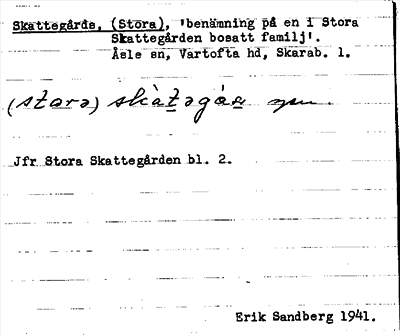 Skattegårds, (Stora), 'benämning på en i Stora
Skattegården bosatt familj'.
Åsle sn, Vartofta hd, Skarab. l.
(stora)
Jfr Stora Skattegården bl. 2.
Erik Sandberg 1941.